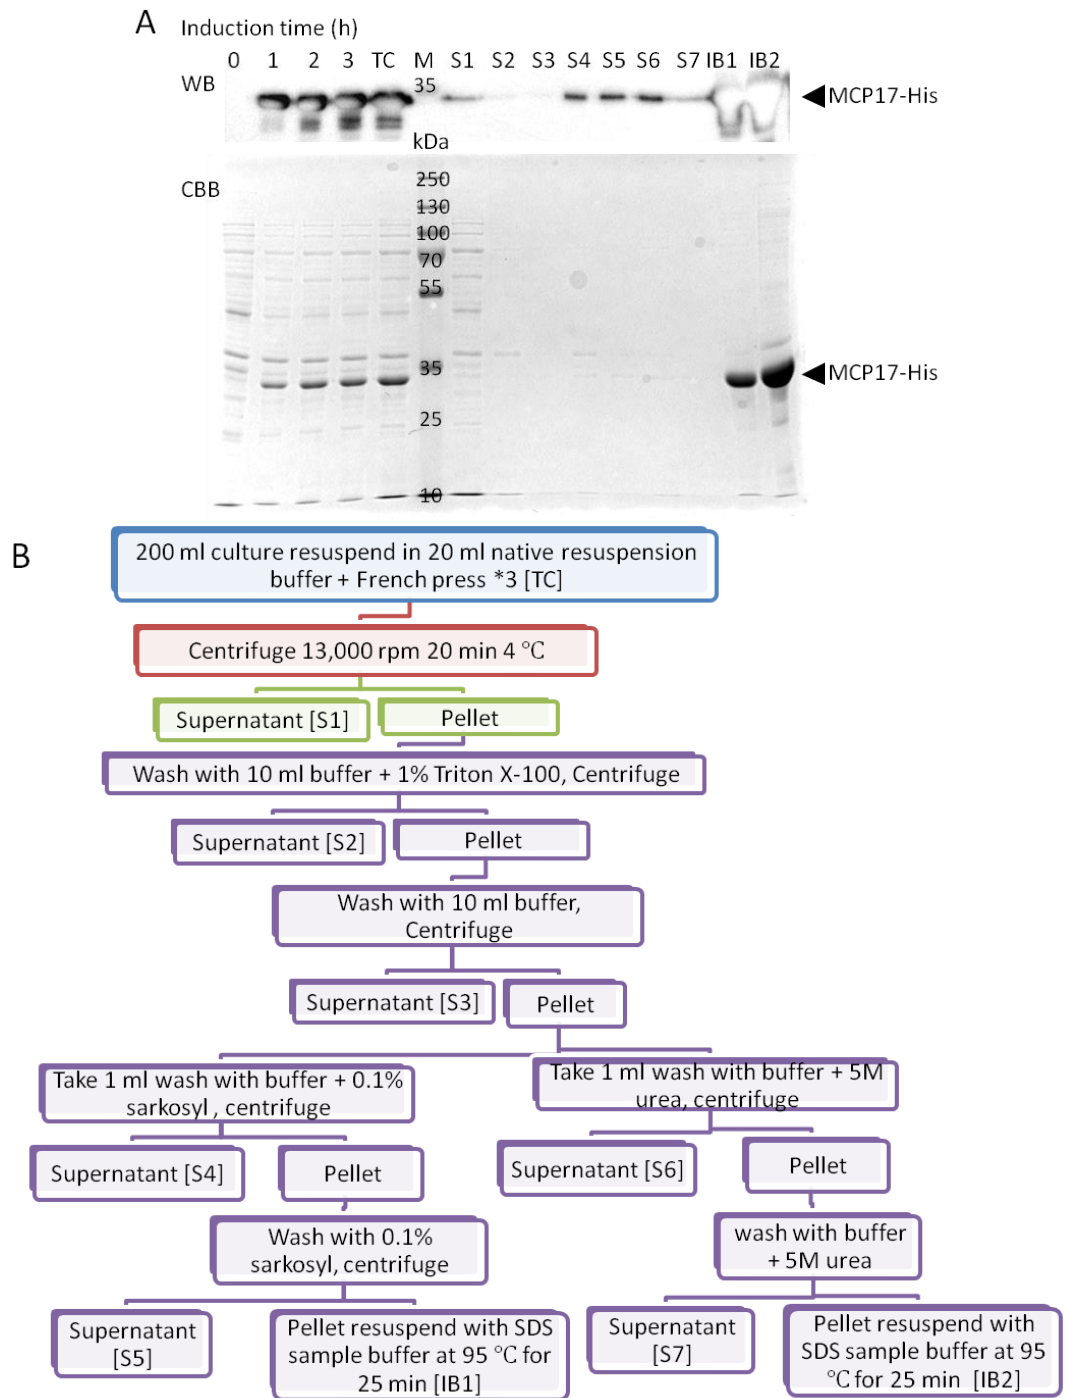 A
Induction time (h)
0 1 2 3 TC M S1 S2 S3 S4 S5 S6 S7 IB1 IB2
WB
35
MCP17-His
kDa
CBB
250
130
100
70
55
35
MCP17-His
25
10
B
200 ml culture resuspend in 20 ml native resuspension
buffer + French press *3 [TC]
Centrifuge 13,000 rpm 20 min 4 °C
Supernatant [S1]
Pellet
Wash with 10 ml buffer + 1% Triton X-100, Centrifuge
Supernatant [S2]
Pellet
Wash with 10 ml buffer,
Centrifuge
Supernatant [S3]
Pellet
Take 1 ml wash with buffer + 0.1%
sarkosyl , centrifuge
Take 1 ml wash with buffer + 5M
urea, centrifuge
Supernatant [S4]
Pellet
Supernatant [S6]
Pellet
Wash with 0.1%
sarkosyl, centrifuge
wash with buffer
+ 5M urea
Supernatant
[S5]
Pellet resuspend with SDS
sample buffer at 95 °C for
25 min [IB1]
Supernatant
[S7]
Pellet resuspend with
SDS sample buffer at 95
°C for 25 min [IB2]